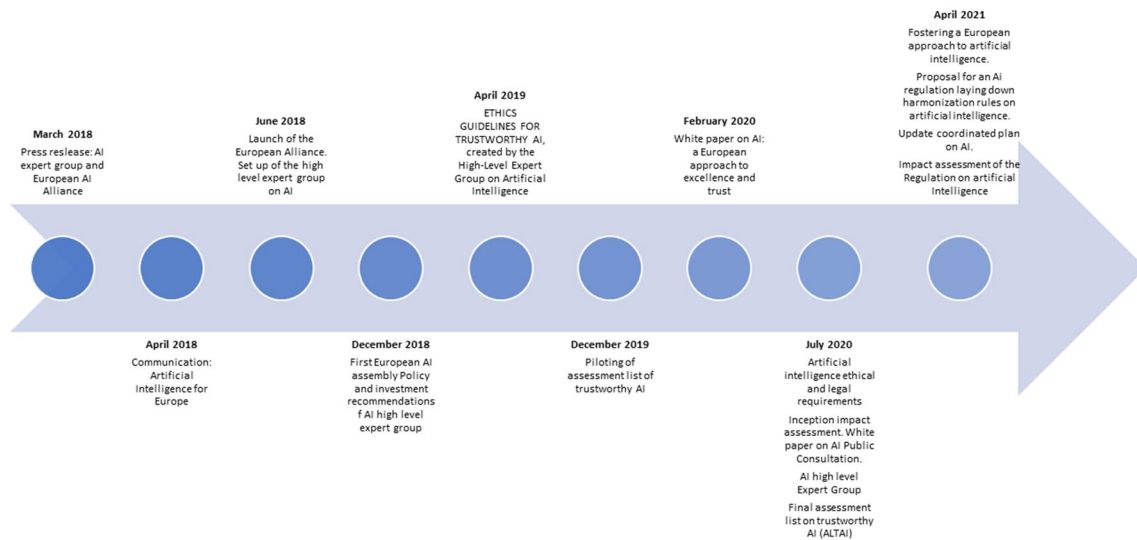 March 2018
Press reslease: AI
expert group and
European AI
Alliance
April 2018
Communication:
Artificial
Intelligence for
Europe
June 2018
Launch of the
European Alliance.
Set up of the high
level expert group
on AI
December 2018
First European AI
assembly Policy
and investment
recommendations
f AI high level
expert group
April 2019
ETHICS
GUIDELINES FOR
TRUSTWORTHY AI,
created by the
High-Level Expert
Group on Artificial
Intelligence
December 2019
Piloting of
assessment list of
trustworthy AI
February 2020
White paper on AI:
a European
approach to
excellence and
trust
July 2020
Artificial
intelligence ethical
and legal
requirements
Inception impact
assessment. White
paper on AI Public
Consultation.
AI high level
Expert Group
Final assessment
list on trustworthy
AI (ALTAI)
April 2021
Fostering a European
approach to artificial
intelligence.
Proposal for an Ai
regulation laying down
harmonization rules on
artificial intelligence.
Update coordinated plan
on AI.
Impact assessment of the
Regulation on artificial
Intelligence